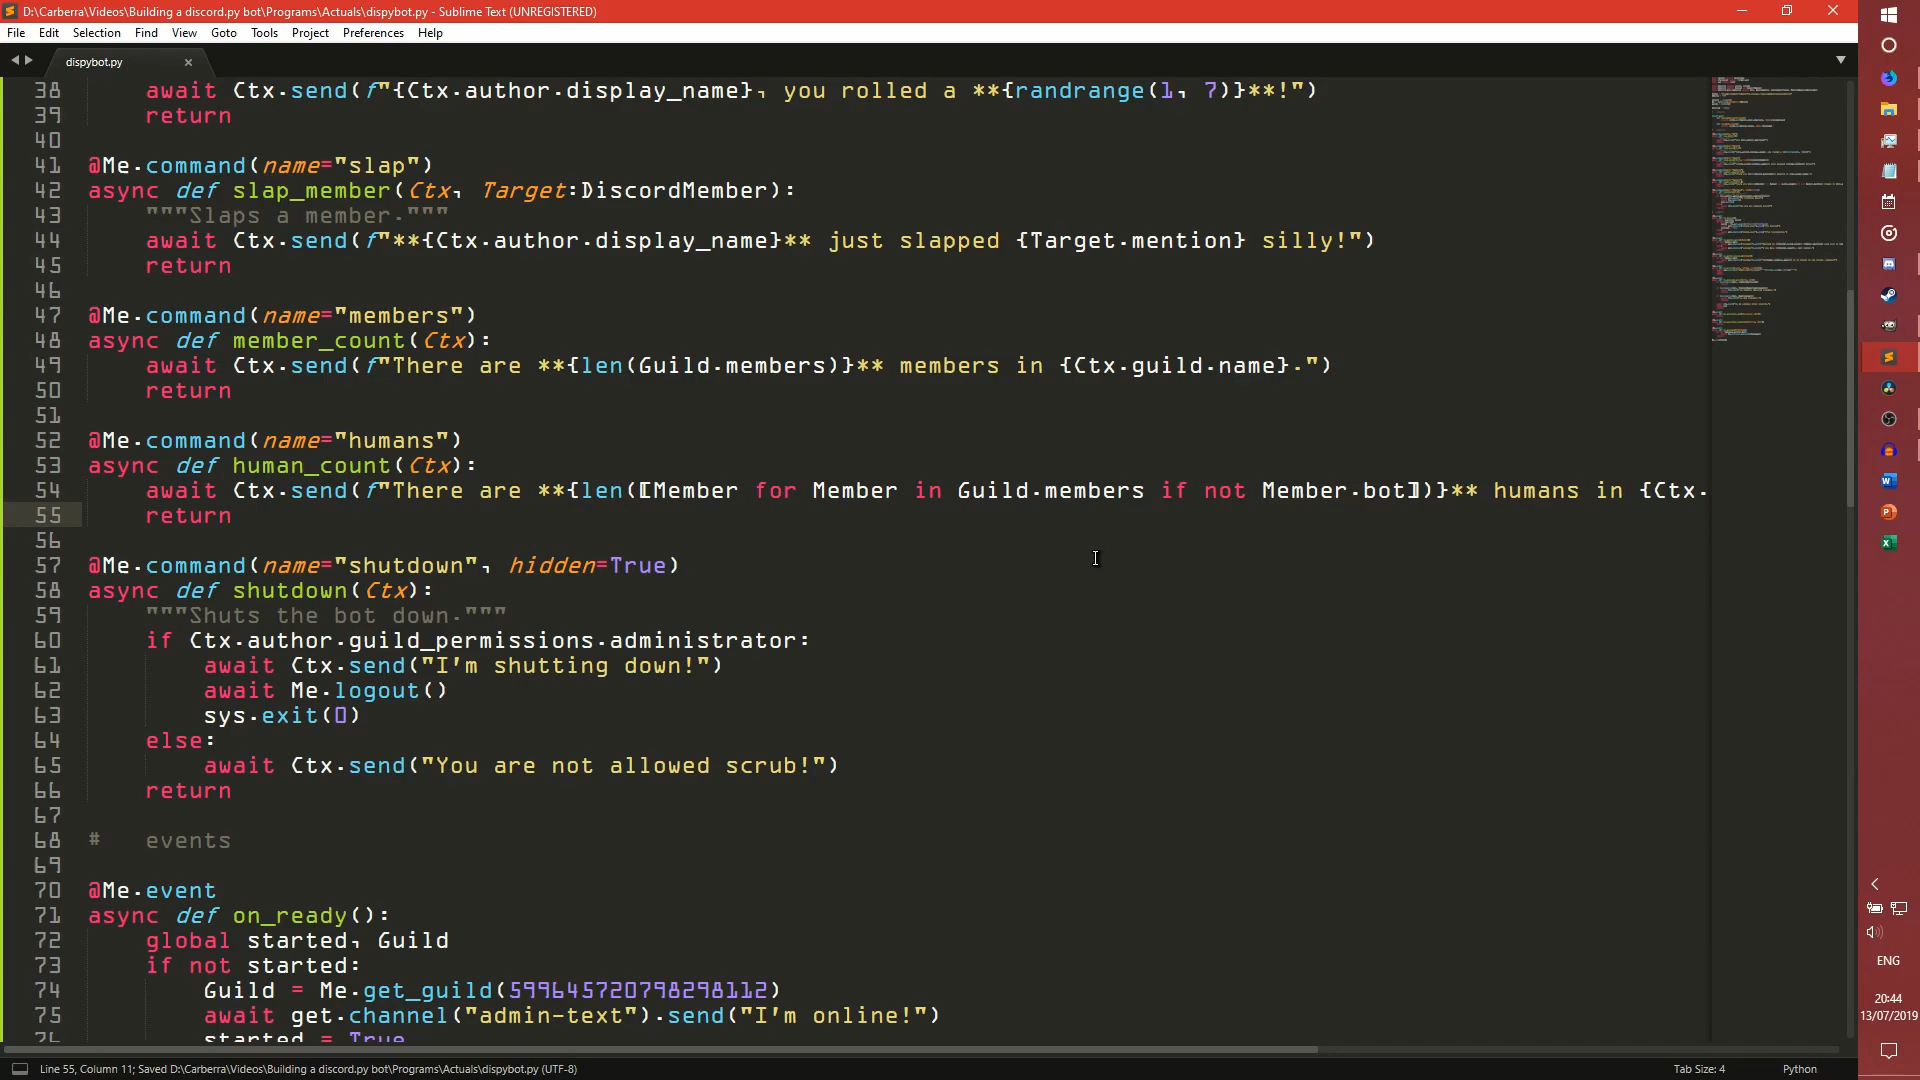 D:\Carberra\Videos\Building a discord.py bot\Programs\Actuals\dispybot.py - Sublime Text (UNREGISTERED)
File Edit Selection Find View Goto Tools Project Preferences Help
dispybot.py
38 await Ctx.send(f"{Ctx.author.display_name}, you rolled a **{randrange(1, 7)}**!")
39 return
40
41 @Me.command(name="slap")
42 async def slap_member(Ctx, Target:DiscordMember):
43 """Slaps a member."""
44 await Ctx.send(f"**{Ctx.author.display_name}** just slapped {Target.mention} silly!")
45 return
46
47 @Me.command(name="members")
48 async def member_count(Ctx):
49 await Ctx.send(f"There are **{len(Guild.members)}** members in {Ctx.guild.name}.")
50 return
51
52 @Me.command(name="humans")
53 async def human_count(Ctx):
54 await Ctx.send(f"There are **{len([Member for Member in Guild.members if not Member.bot])}** humans in {Ctx.
55 return
56
57 @Me.command(name="shutdown", hidden=True)
58 async def shutdown(Ctx):
59 """Shuts the bot down."""
60 if Ctx.author.guild_permissions.administrator:
61 await Ctx.send("I'm shutting down!")
62 await Me.logout()
63 sys.exit(0)
64 else:
65 await Ctx.send("You are not allowed scrub!")
66 return
67
68 # events
69
70 @Me.event
71 async def on_ready():
72 global started, Guild
73 if not started:
74 Guild = Me.get_guild(599645720798298112)
75 await get.channel("admin-text").send("I'm online!")
76 started = True
Line 55, Column 11; Saved D:\Carberra\Videos\Building a discord.py bot\Programs\Actuals\dispybot.py (UTF-8)
Tab Size: 4
Python
ENG
20:44
13/07/2019